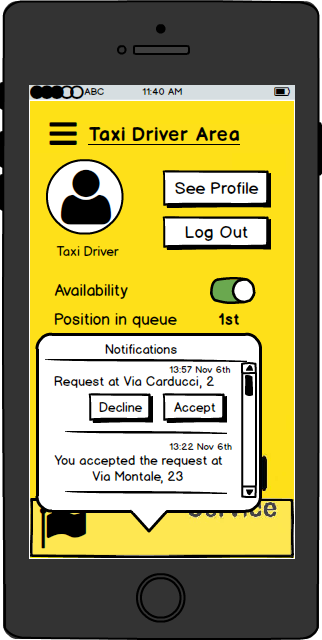 ABC 11:40 AM
Taxi Driver Area
See Profile
Taxi Driver
Log Out
Availability
Position in queue 1st
Notifications
13:57 Nov 6th
Request at Via Carducci, 2
Decline Accept
13:22 Nov 6th
You accepted the request at
Via Montale, 23